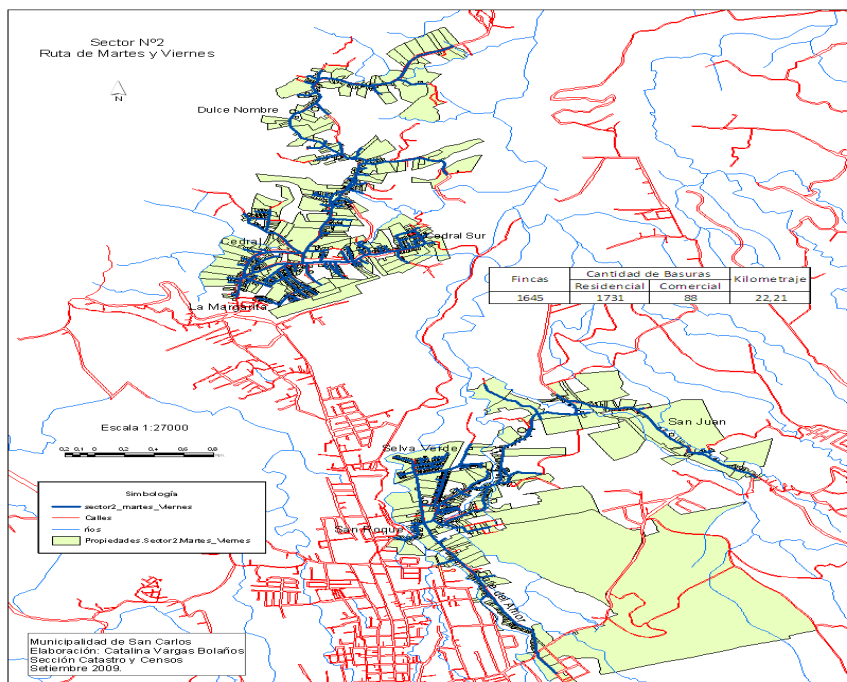 Sector Nº2
Ruta de Martes y Viernes
N
Dulce Nombre
Cedral
Cedral Sur
La Margarita
Fincas
Cantidad de Basuras
Kilometraje
Residencial
Comercial
1645
1731
88
22,21
San Juan
Escala 1:27000
0,2 0,1 0 0,2 0,4 0,6 0,8
Selva Verde
San Roque
del Amor
Simbología
sector2_martes_Viernes
Calles
ríos
Propiedades.Sector2.Martes_Viernes
Municipalidad de San Carlos
Elaboración: Catalina Vargas Bolaños
Sección Catastro y Censos
Setiembre 2009.